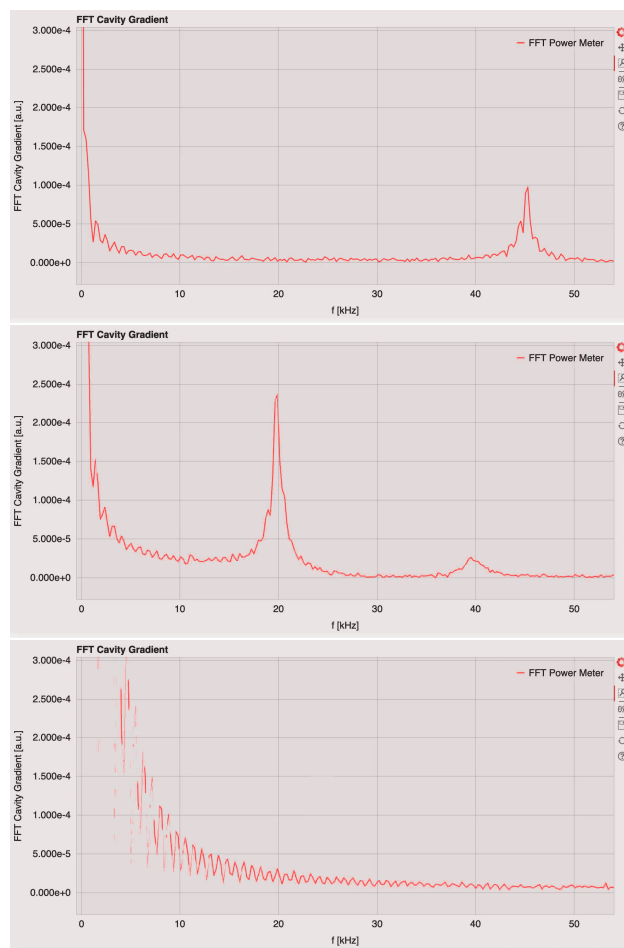 FFT Cavity Gradient
3.000e-4
FFT Power Meter
2.500e-4
2.000e-4
1.500e-4
1.000e-4
5.000e-5
0.000e+0
FFT Cavity Gradient [a.u.]
0 10 20 30 40 50
f [kHz]
FFT Cavity Gradient
3.000e-4
FFT Power Meter
2.500e-4
2.000e-4
1.500e-4
1.000e-4
5.000e-5
0.000e+0
FFT Cavity Gradient [a.u.]
0 10 20 30 40 50
f [kHz]
FFT Cavity Gradient
3.000e-4
FFT Power Meter
2.500e-4
2.000e-4
1.500e-4
1.000e-4
5.000e-5
0.000e+0
FFT Cavity Gradient [a.u.]
0 10 20 30 40 50
f [kHz]